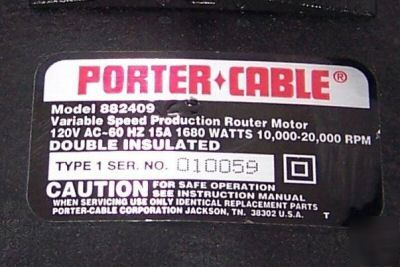 PORTER+CABLE®
Model 882409
Variable Speed Production Router Motor
120V AC~60 HZ 15A 1680 WATTS 10,000-20,000 RPM
DOUBLE INSULATED
TYPE 1 SER. NO. 010059
CAUTION FOR SAFE OPERATION
SEE INSTRUCTION MANUAL
WHEN SERVICING USE ONLY IDENTICAL REPLACEMENT PARTS
PORTER-CABLE CORPORATION JACKSON, TN. 38302 U.S.A. T